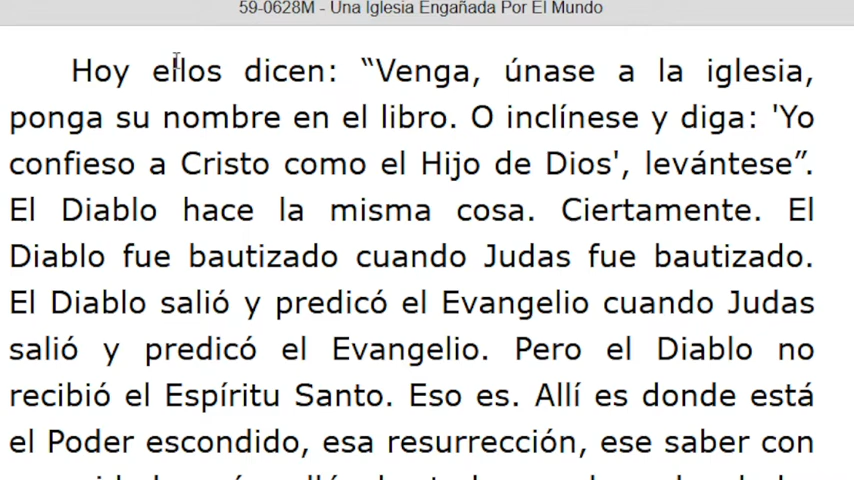 59-0628M - Una Iglesia Engañada Por El Mundo
Hoy ellos dicen: “Venga, únase a la iglesia,
ponga su nombre en el libro. O inclínese y diga: 'Yo
confieso a Cristo como el Hijo de Dios', levántese”.
El Diablo hace la misma cosa. Ciertamente. El
Diablo fue bautizado cuando Judas fue bautizado.
El Diablo salió y predicó el Evangelio cuando Judas
salió y predicó el Evangelio. Pero el Diablo no
recibió el Espíritu Santo. Eso es. Allí es donde está
el Poder escondido, esa resurrección, ese saber con